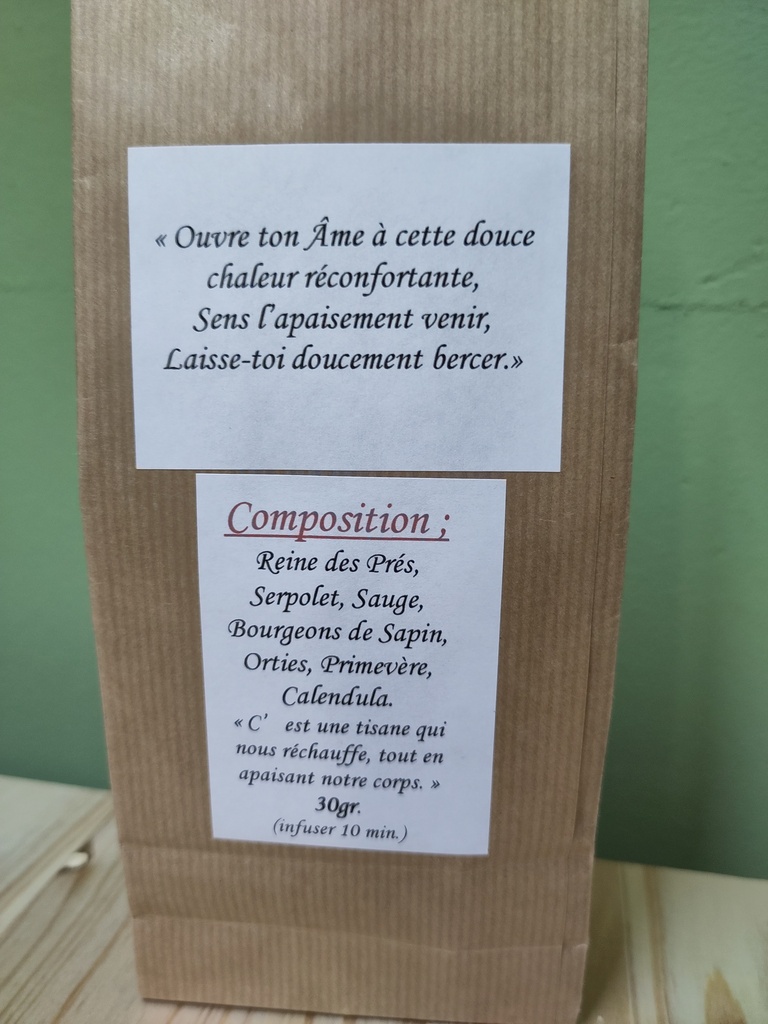 « Ouvre ton Âme à cette douce
chaleur réconfortante,
Sens l'apaisement venir,
Laisse-toi doucement bercer.»
Composition ;
Reine des Prés,
Serpolet, Sauge,
Bourgeons de Sapin,
Orties, Primevère,
Calendula.
« C' est une tisane qui
nous réchauffe, tout en
apaisant notre corps. »
30gr.
(infuser 10 min.)